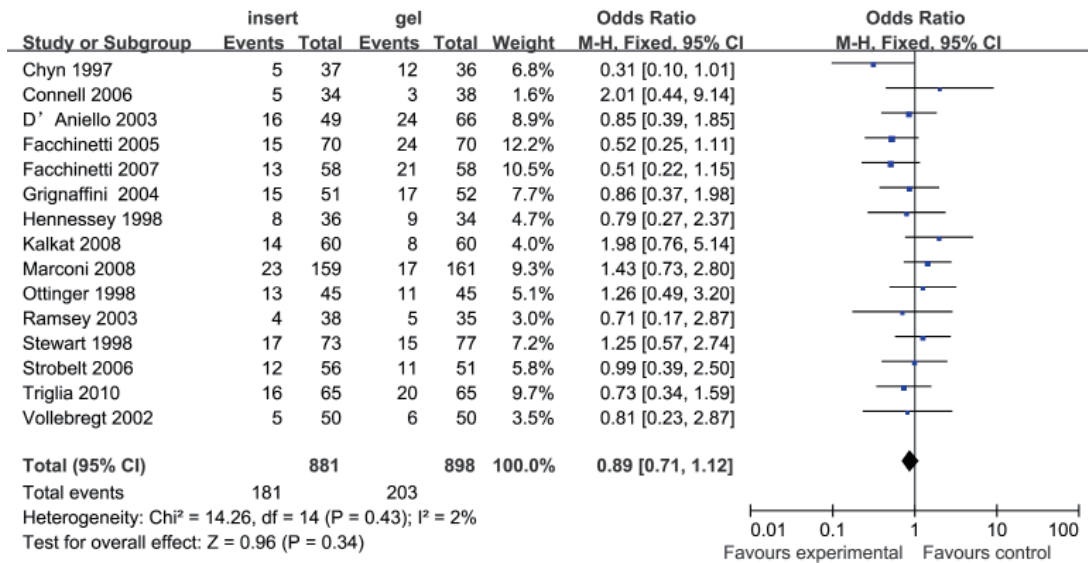 insert gel Odds Ratio Odds Ratio
Study or Subgroup Events Total Events Total Weight M-H, Fixed, 95% CI M-H, Fixed, 95% CI
Chyn 1997 5 37 12 36 6.8% 0.31 [0.10, 1.01]
Connell 2006 5 34 3 38 1.6% 2.01 [0.44, 9.14]
D’ Aniello 2003 16 49 24 66 8.9% 0.85 [0.39, 1.85]
Facchinetti 2005 15 70 24 70 12.2% 0.52 [0.25, 1.11]
Facchinetti 2007 13 58 21 58 10.5% 0.51 [0.22, 1.15]
Grignaffini 2004 15 51 17 52 7.7% 0.86 [0.37, 1.98]
Hennessey 1998 8 36 9 34 4.7% 0.79 [0.27, 2.37]
Kalkat 2008 14 60 8 60 4.0% 1.98 [0.76, 5.14]
Marconi 2008 23 159 17 161 9.3% 1.43 [0.73, 2.80]
Ottinger 1998 13 45 11 45 5.1% 1.26 [0.49, 3.20]
Ramsey 2003 4 38 5 35 3.0% 0.71 [0.17, 2.87]
Stewart 1998 17 73 15 77 7.2% 1.25 [0.57, 2.74]
Strobelt 2006 12 56 11 51 5.8% 0.99 [0.39, 2.50]
Triglia 2010 16 65 20 65 9.7% 0.73 [0.34, 1.59]
Vollebregt 2002 5 50 6 50 3.5% 0.81 [0.23, 2.87]
Total (95% CI) 881 898 100.0% 0.89 [0.71, 1.12]
Total events 181 203
Heterogeneity: Chi² = 14.26, df = 14 (P = 0.43); I² = 2%
Test for overall effect: Z = 0.96 (P = 0.34)
0.01 0.1 1 10 100
Favours experimental Favours control